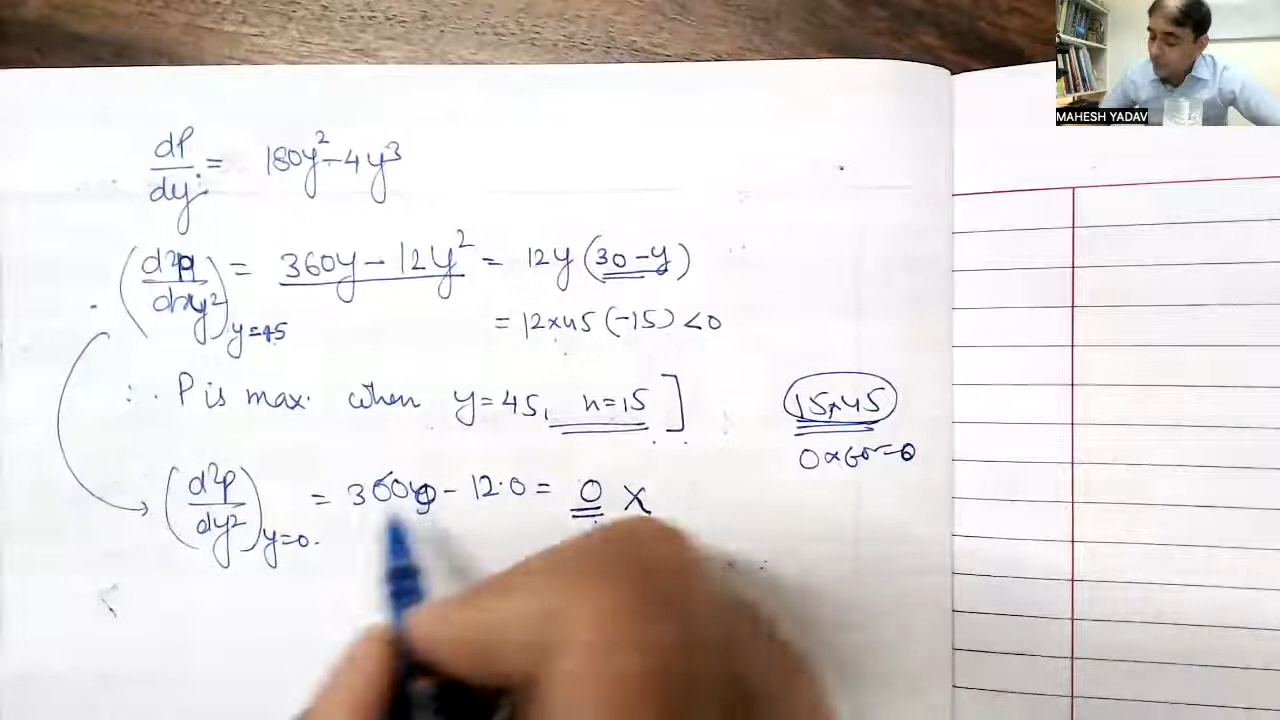 MAHESH YADAV
dP/dy = 180y² - 4y³
(d²p/dy²)y=45 = 360y - 12y² = 12y (30 - y)
= 12×45 (-15) < 0
∴ P is max. when y=45, x=15 ]
15×45
0×60=0
(d²p/dy²)y=0. = 360·0 - 12·0 = 0 X